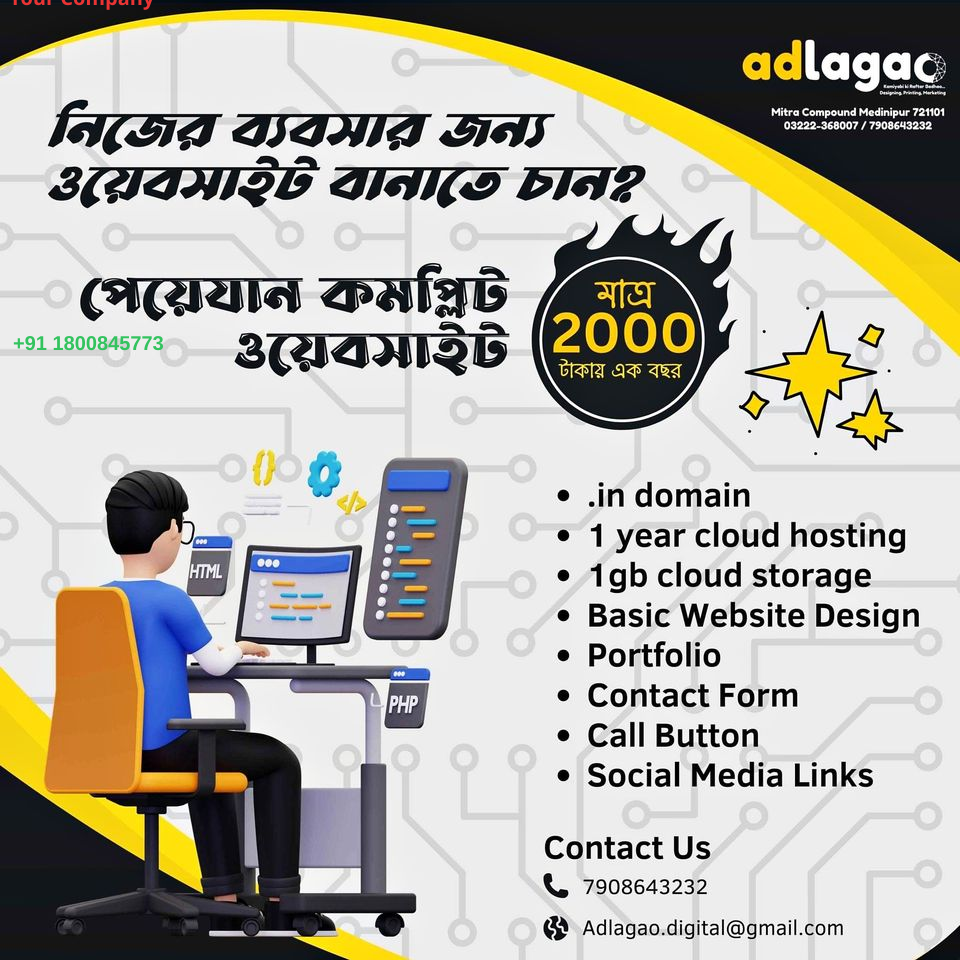 Your Company
adlagao
Kamiyabi ki Raftar Badhao...
Designing, Printing, Marketing
Mitra Compound Medinipur 721101
03222-368007 / 7908643232
নিজের ব্যবসার জন্য
ওয়েবসাইট বানাতে চান?
পেয়েযান কমপ্লিট
ওয়েবসাইট
+91 1800845773
মাত্র
2000
টাকায় এক বছর
{}
</>
HTML
PHP
• .in domain
• 1 year cloud hosting
• 1gb cloud storage
• Basic Website Design
• Portfolio
• Contact Form
• Call Button
• Social Media Links
Contact Us
7908643232
Adlagao.digital@gmail.com